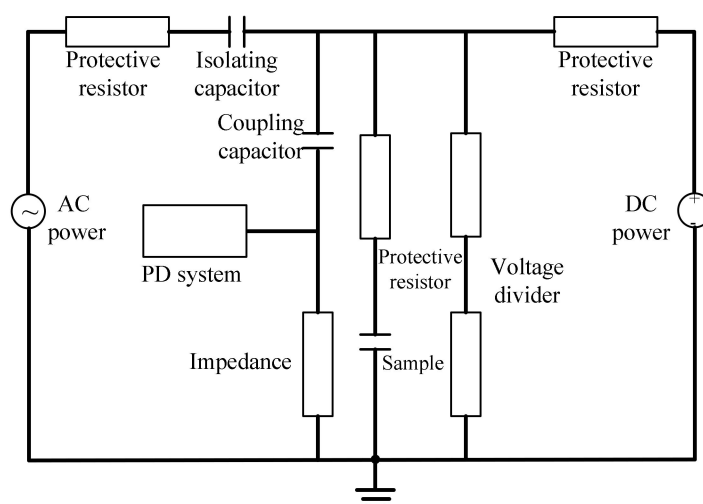 Protective
resistor
Isolating
capacitor
Protective
resistor
Coupling
capacitor
AC
power
~
+
-
DC
power
PD system
Protective
resistor
Voltage
divider
Impedance
Sample